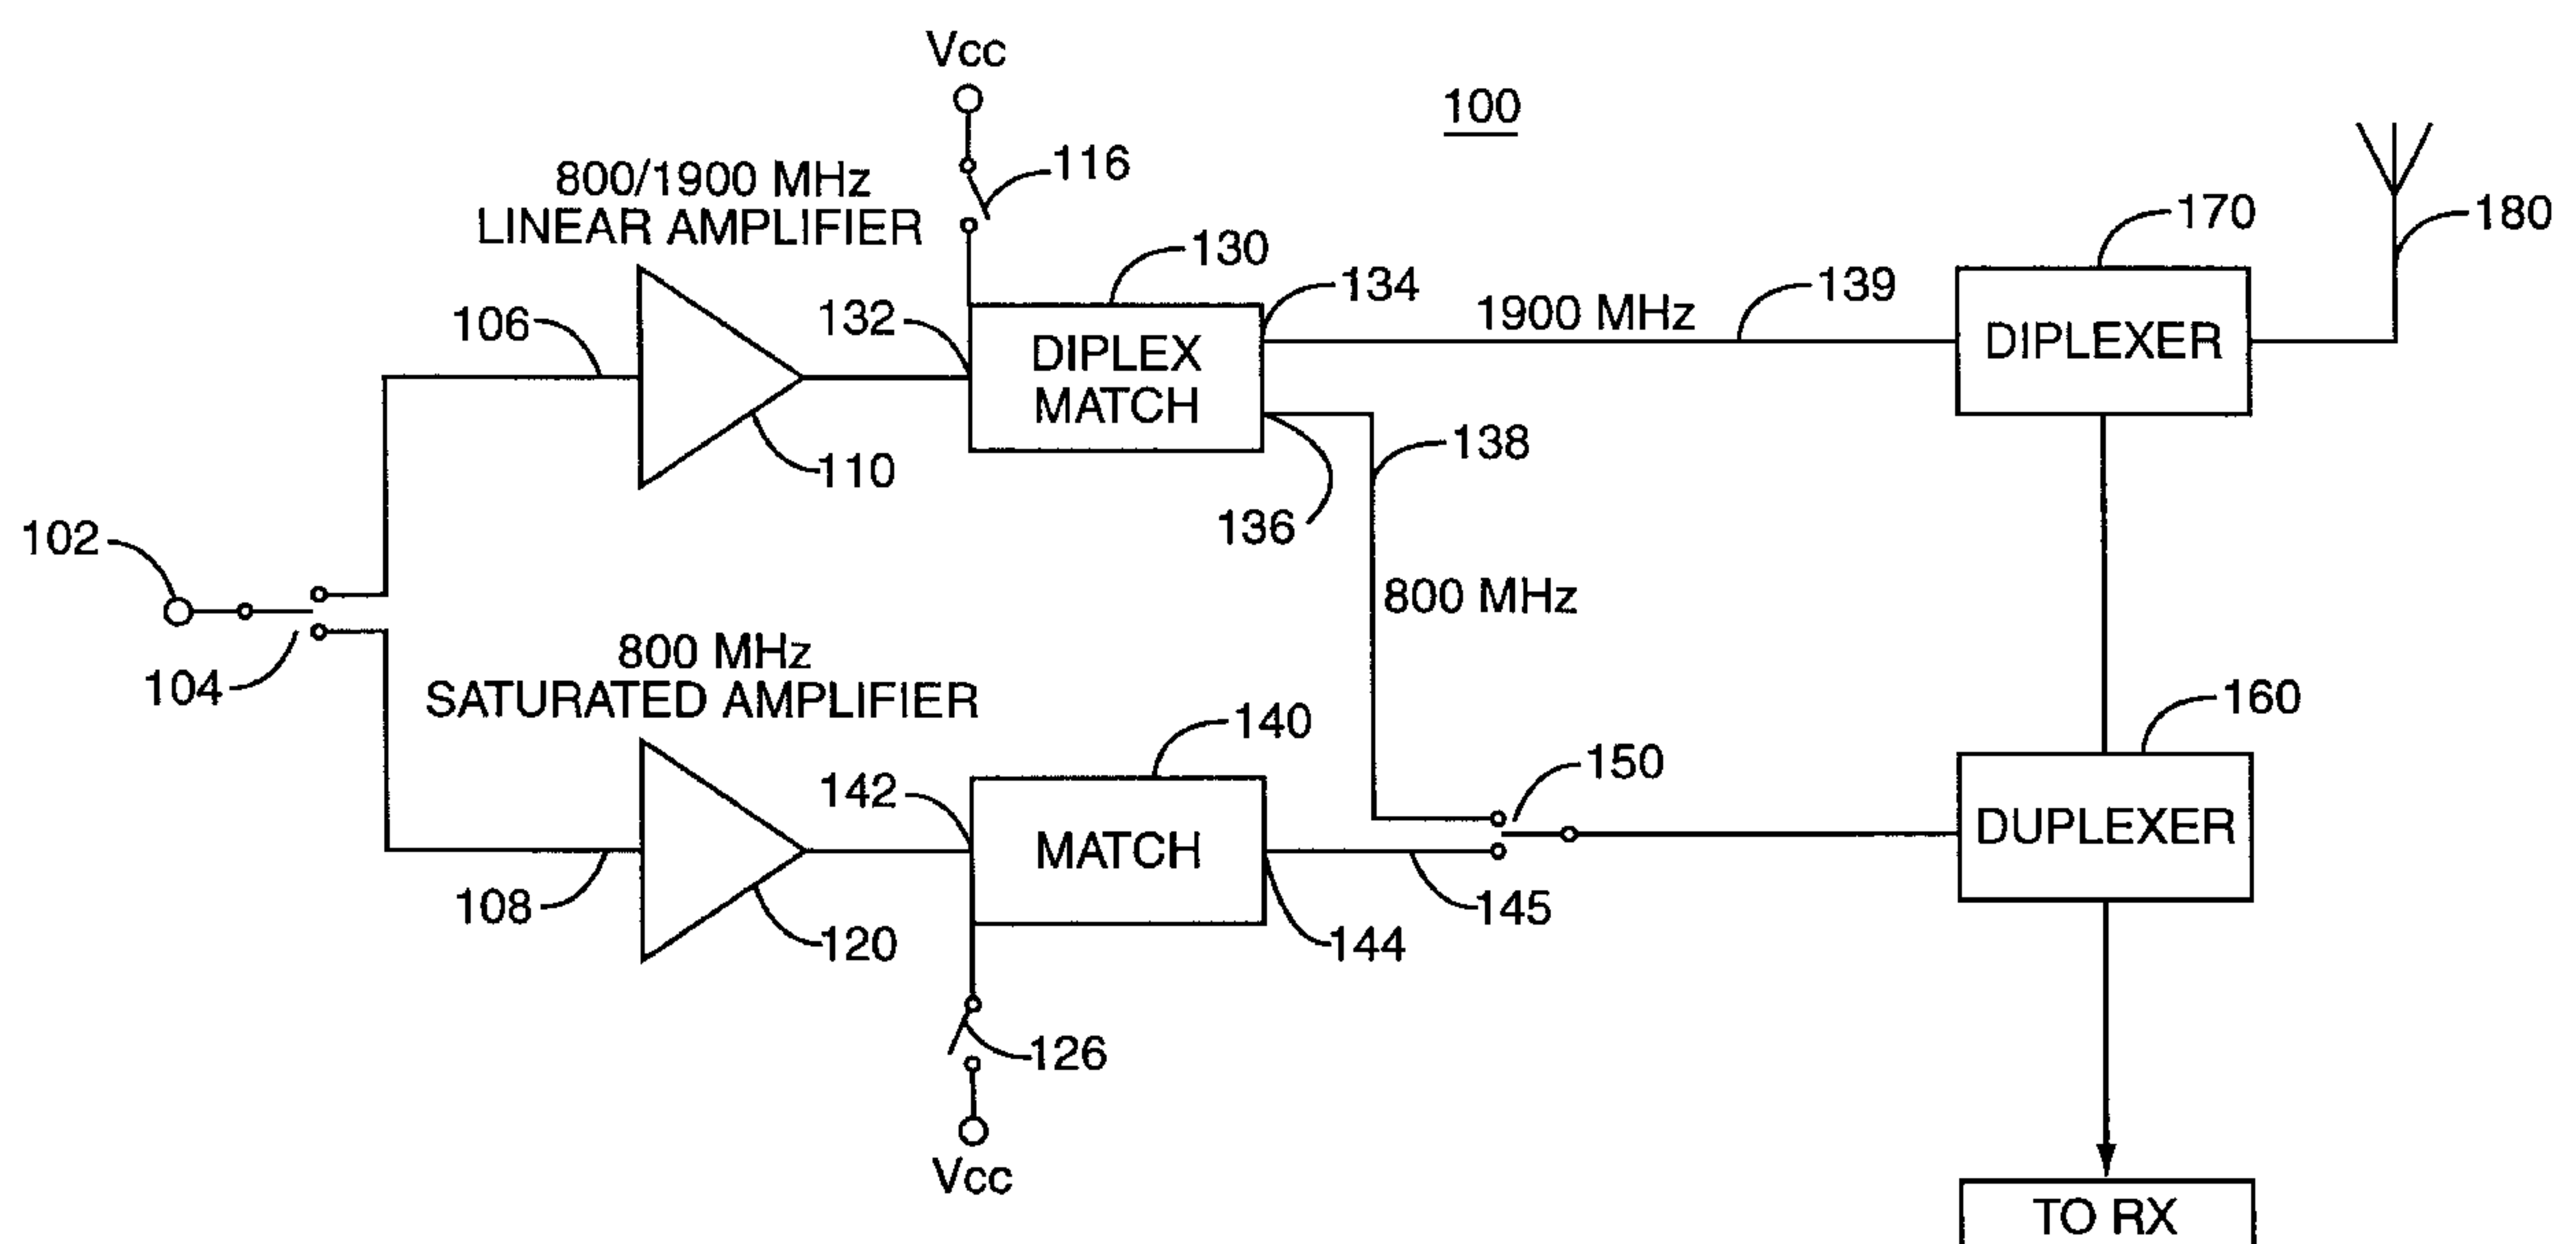 Vcc
100
116
800/1900 MHz
LINEAR AMPLIFIER
170
180
130
134
139
106
132
1900 MHz
DIPLEX
MATCH
DIPLEXER
110
138
136
102
800 MHz
104
800 MHz
SATURATED AMPLIFIER
160
140
150
142
MATCH
DUPLEXER
108
120
144
145
126
Vcc
TO RX